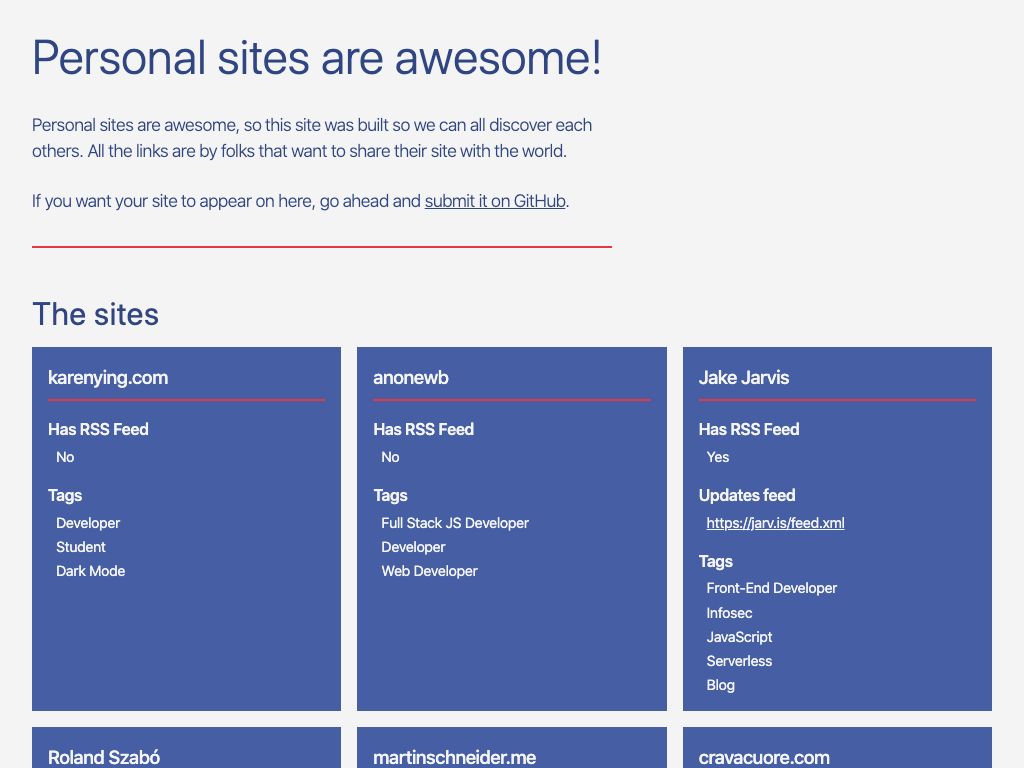 Personal sites are awesome!
Personal sites are awesome, so this site was built so we can all discover each
others. All the links are by folks that want to share their site with the world.
If you want your site to appear on here, go ahead and submit it on GitHub.
The sites
karenying.com
Has RSS Feed
No
Tags
Developer
Student
Dark Mode
anonewb
Has RSS Feed
No
Tags
Full Stack JS Developer
Developer
Web Developer
Jake Jarvis
Has RSS Feed
Yes
Updates feed
https://jarv.is/feed.xml
Tags
Front-End Developer
Infosec
JavaScript
Serverless
Blog
Roland Szabó
martinschneider.me
cravacuore.com